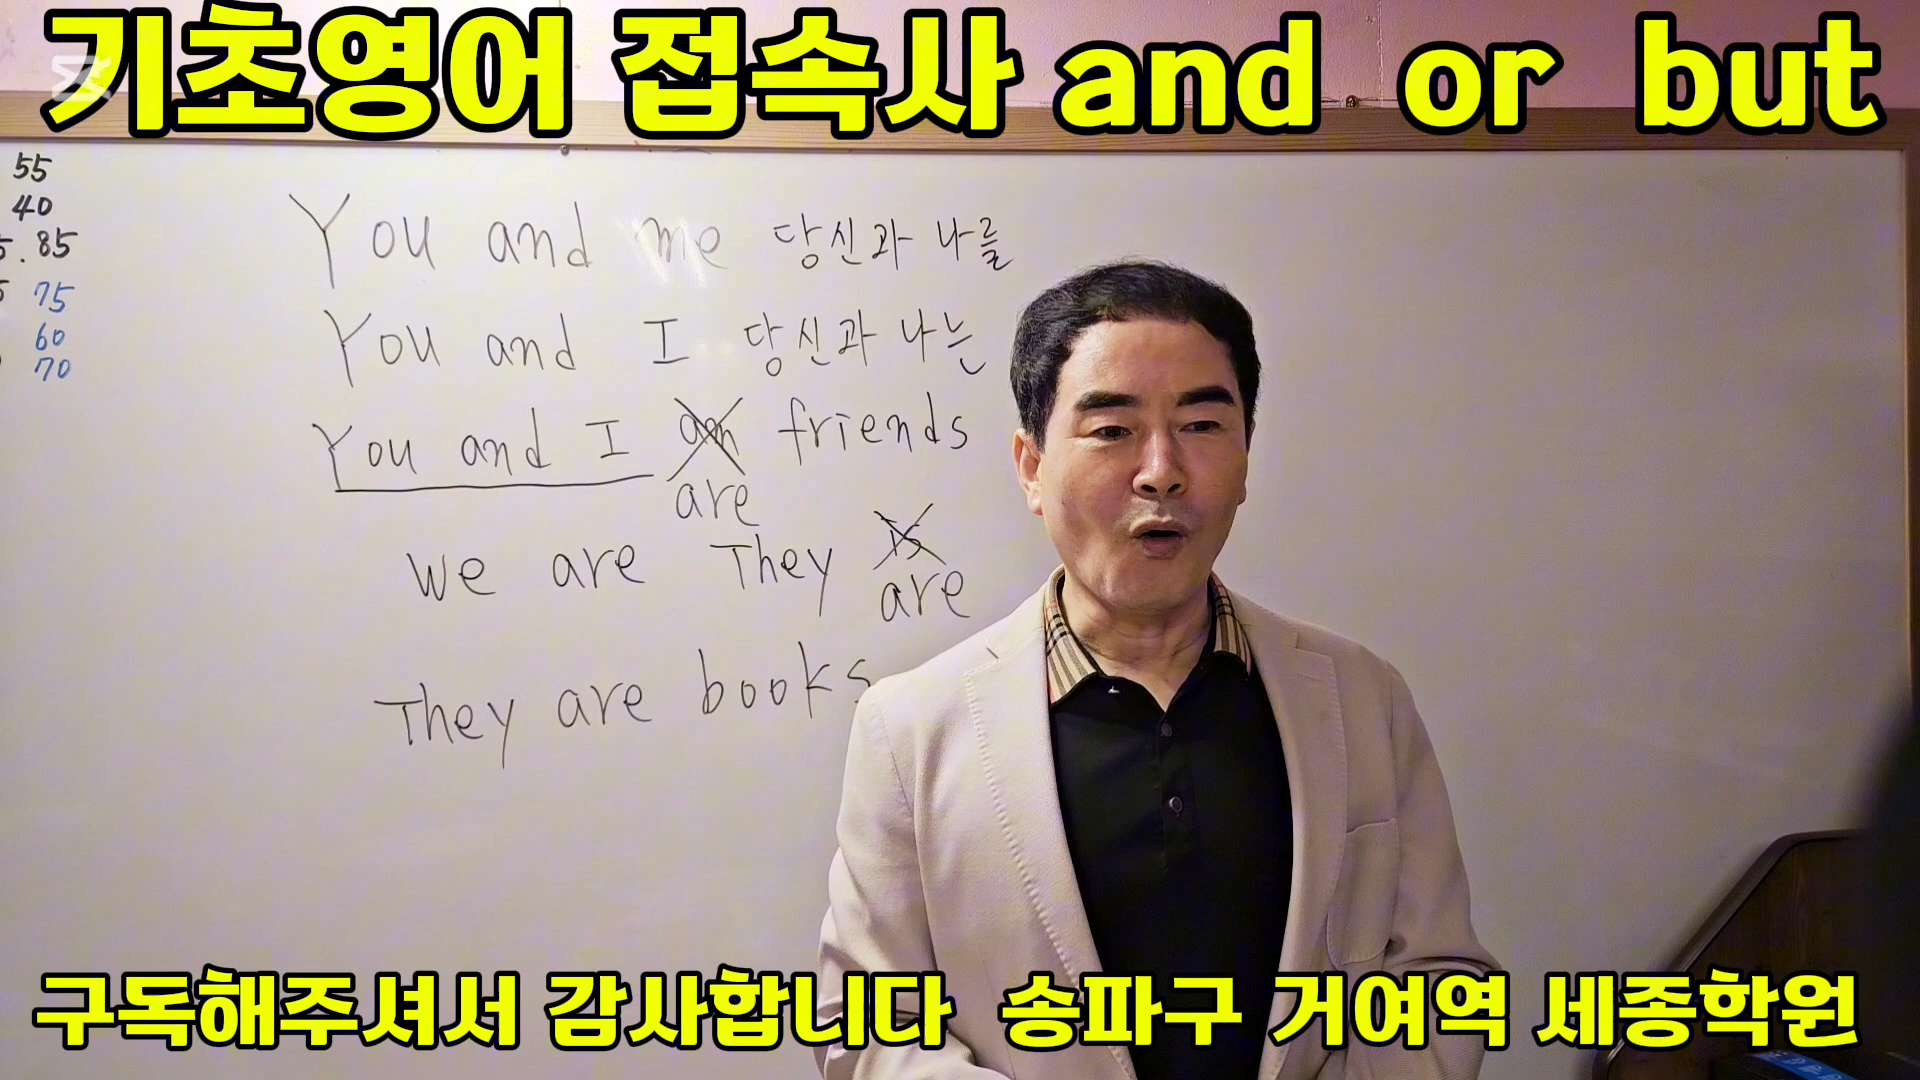 기초영어 접속사 and or but
55
40
85
75
60
70
You and me 당신과 나를
You and I 당신과 나는
You and I am friends
are
We are They is
are
They are books
구독해주셔서 감사합니다 송파구 거여역 세종학원